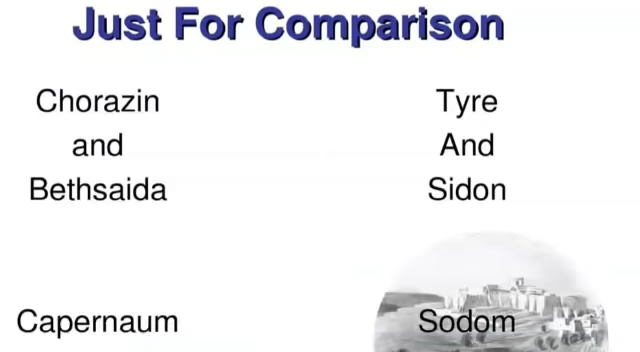 Just For Comparison
Chorazin
and
Bethsaida
Tyre
And
Sidon
Capernaum
Sodom